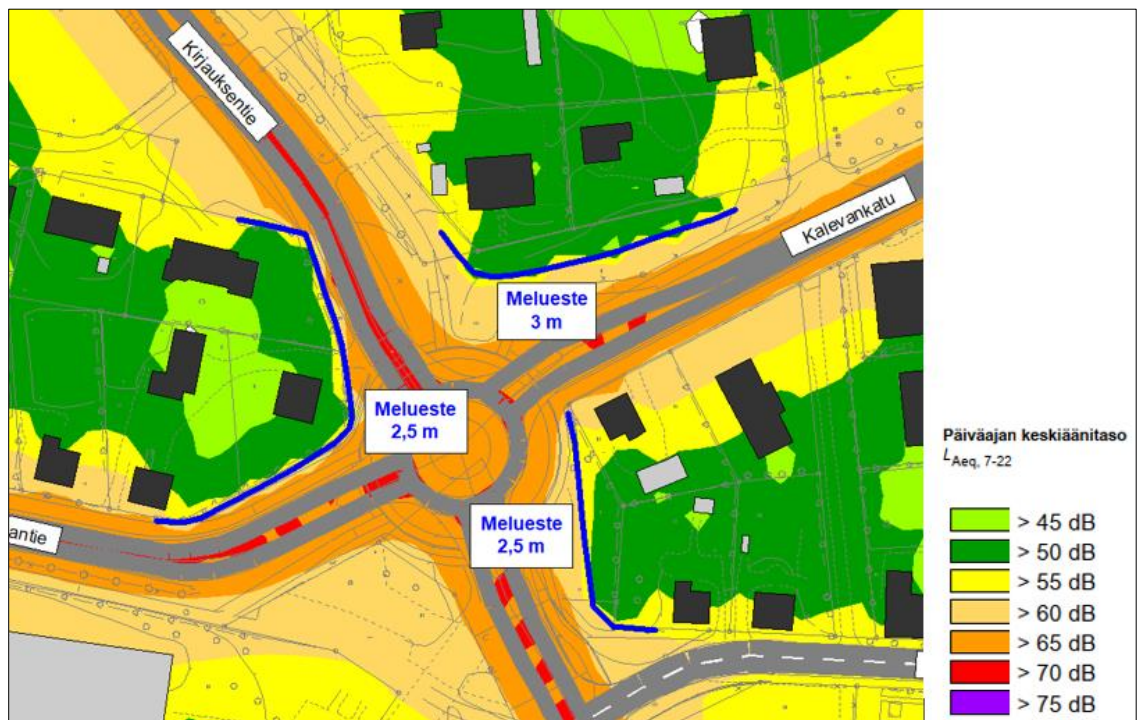 Kirjauksentie
Kalevankatu
Melueste
3 m
Melueste
2,5 m
Melueste
2,5 m
antie
Päiväajan keskiäänitaso
LAeq, 7-22
> 45 dB
> 50 dB
> 55 dB
> 60 dB
> 65 dB
> 70 dB
> 75 dB